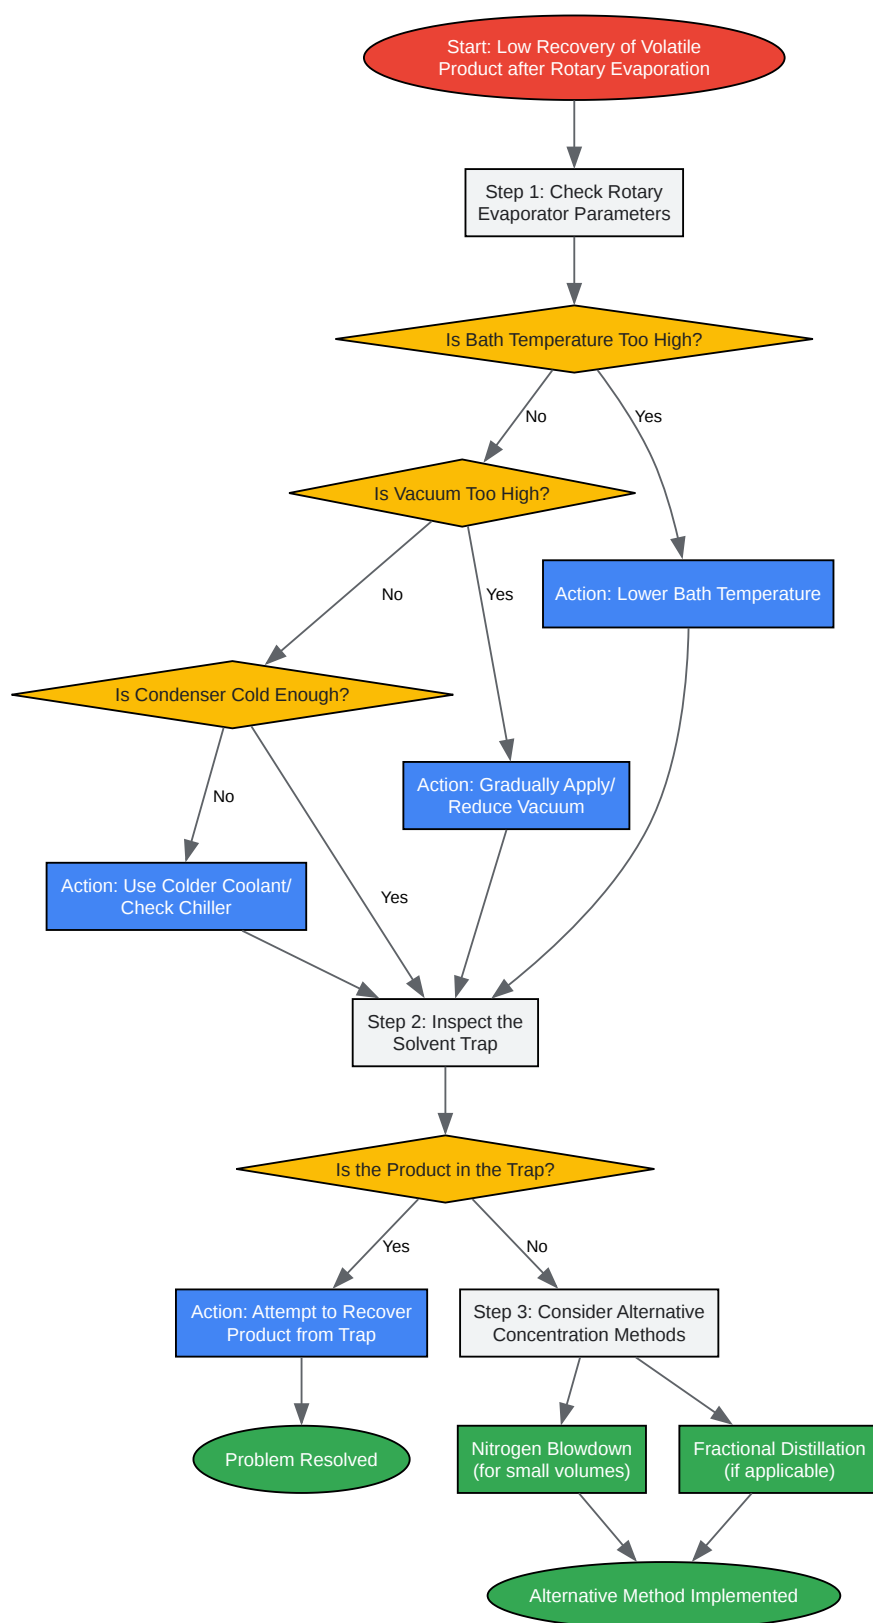 Start: Low Recovery of Volatile
Product after Rotary Evaporation
Step 1: Check Rotary
Evaporator Parameters
Is Bath Temperature Too High?
No
Yes
Is Vacuum Too High?
Action: Lower Bath Temperature
No
Yes
Is Condenser Cold Enough?
Action: Gradually Apply/
Reduce Vacuum
No
Action: Use Colder Coolant/
Check Chiller
Yes
Step 2: Inspect the
Solvent Trap
Is the Product in the Trap?
Yes
No
Action: Attempt to Recover
Product from Trap
Step 3: Consider Alternative
Concentration Methods
Problem Resolved
Nitrogen Blowdown
(for small volumes)
Fractional Distillation
(if applicable)
Alternative Method Implemented